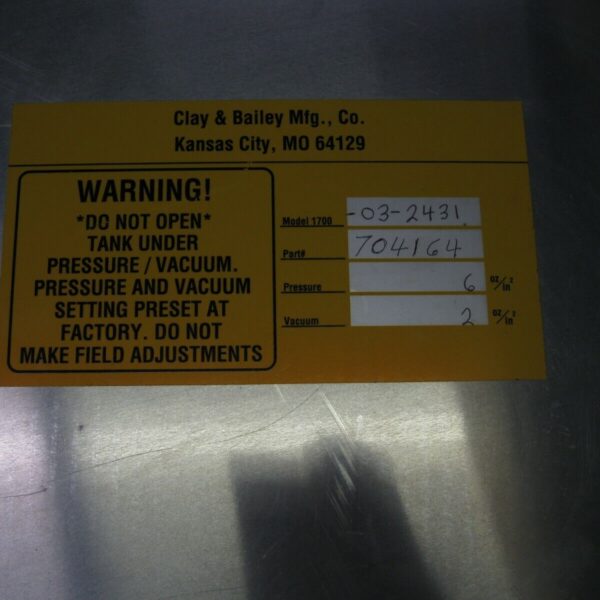 Clay & Bailey Mfg., Co.
Kansas City, MO 64129
WARNING!
*DO NOT OPEN*
TANK UNDER
PRESSURE / VACUUM.
PRESSURE AND VACUUM
SETTING PRESET AT
FACTORY. DO NOT
MAKE FIELD ADJUSTMENTS
Model 1700 -03-2431
Part# 704164
Pressure 6 oz/in²
Vacuum 2 oz/in²